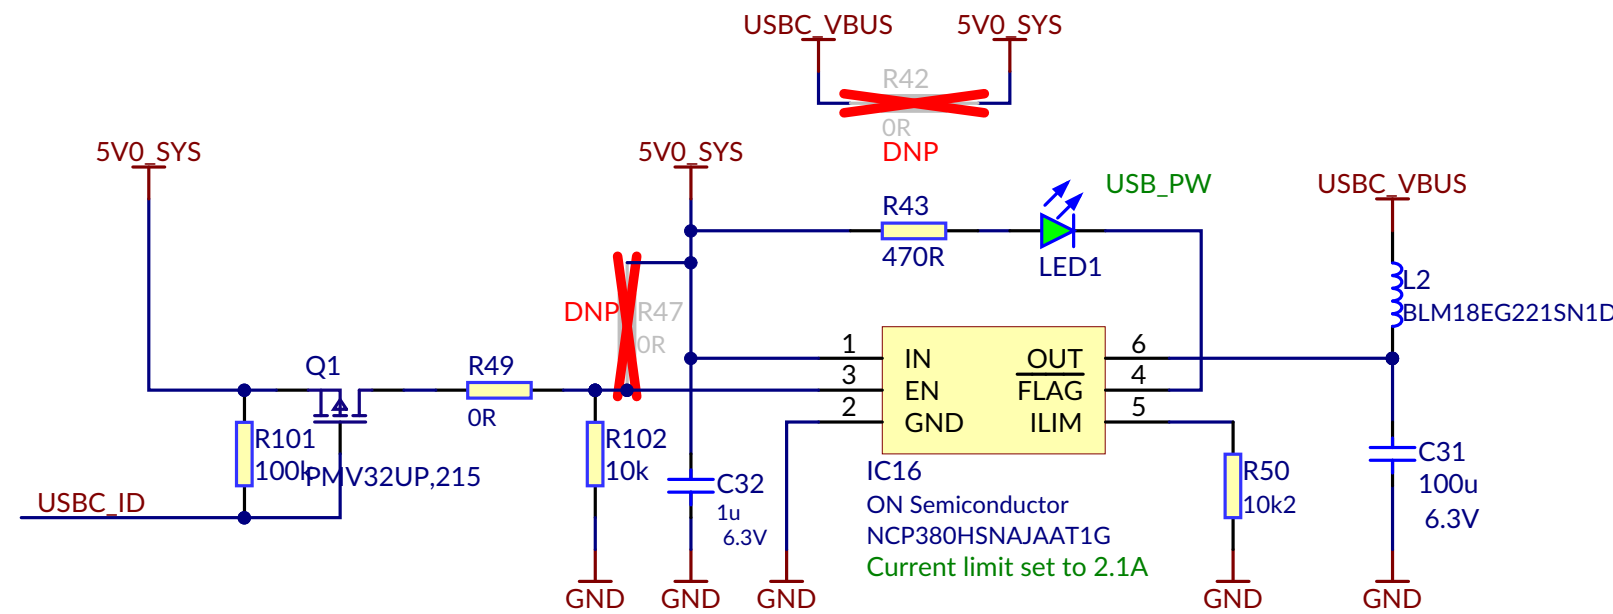 USBC_VBUS
5V0_SYS
R42
0R
DNP
5V0_SYS
5V0_SYS
R43
470R
USB_PW
LED1
USBC_VBUS
L2
BLM18EG221SN1D
DNP
R47
0R
Q1
R49
0R
R101
100k
PMV32UP,215
USBC_ID
R102
10k
C32
1u
6.3V
1
3
2
IN
EN
GND
OUT
FLAG
ILIM
6
4
5
IC16
ON Semiconductor
NCP380HSNAJAAT1G
Current limit set to 2.1A
R50
10k2
C31
100u
6.3V
GND
GND
GND
GND
GND